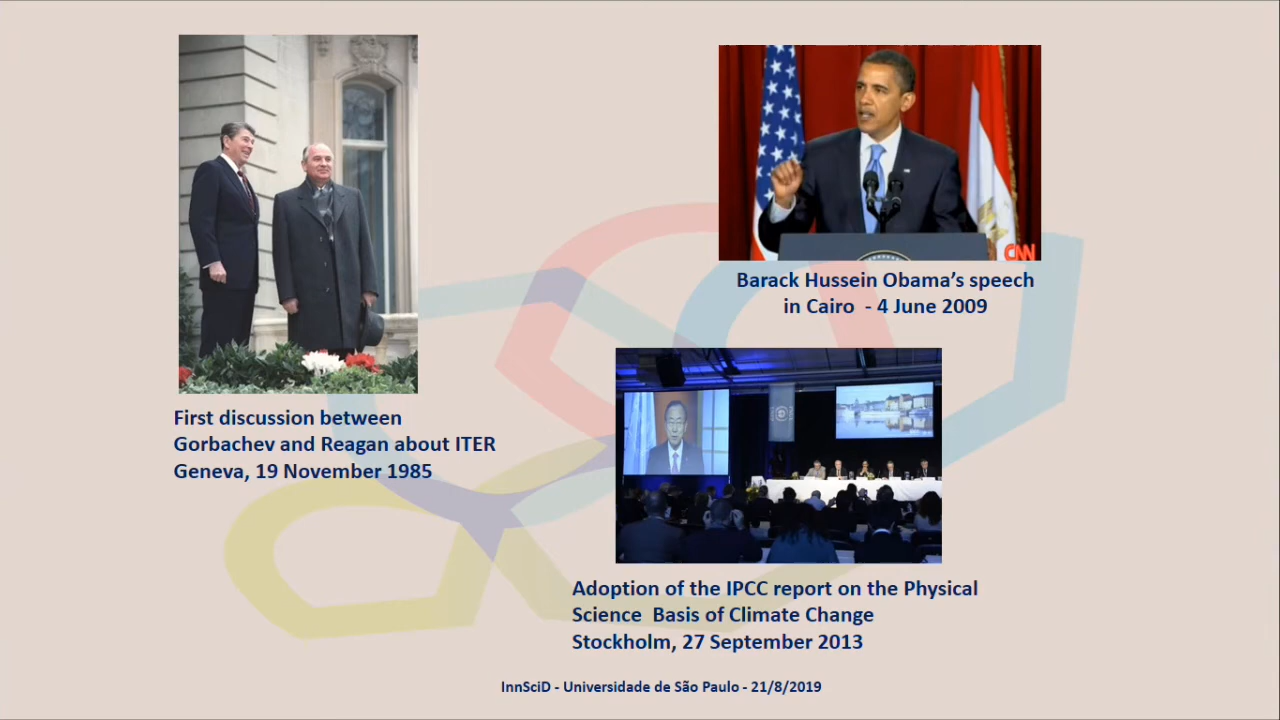 First discussion between
Gorbachev and Reagan about ITER
Geneva, 19 November 1985
CNN
Barack Hussein Obama’s speech
in Cairo - 4 June 2009
Adoption of the IPCC report on the Physical
Science Basis of Climate Change
Stockholm, 27 September 2013
InnSciD - Universidade de São Paulo - 21/8/2019